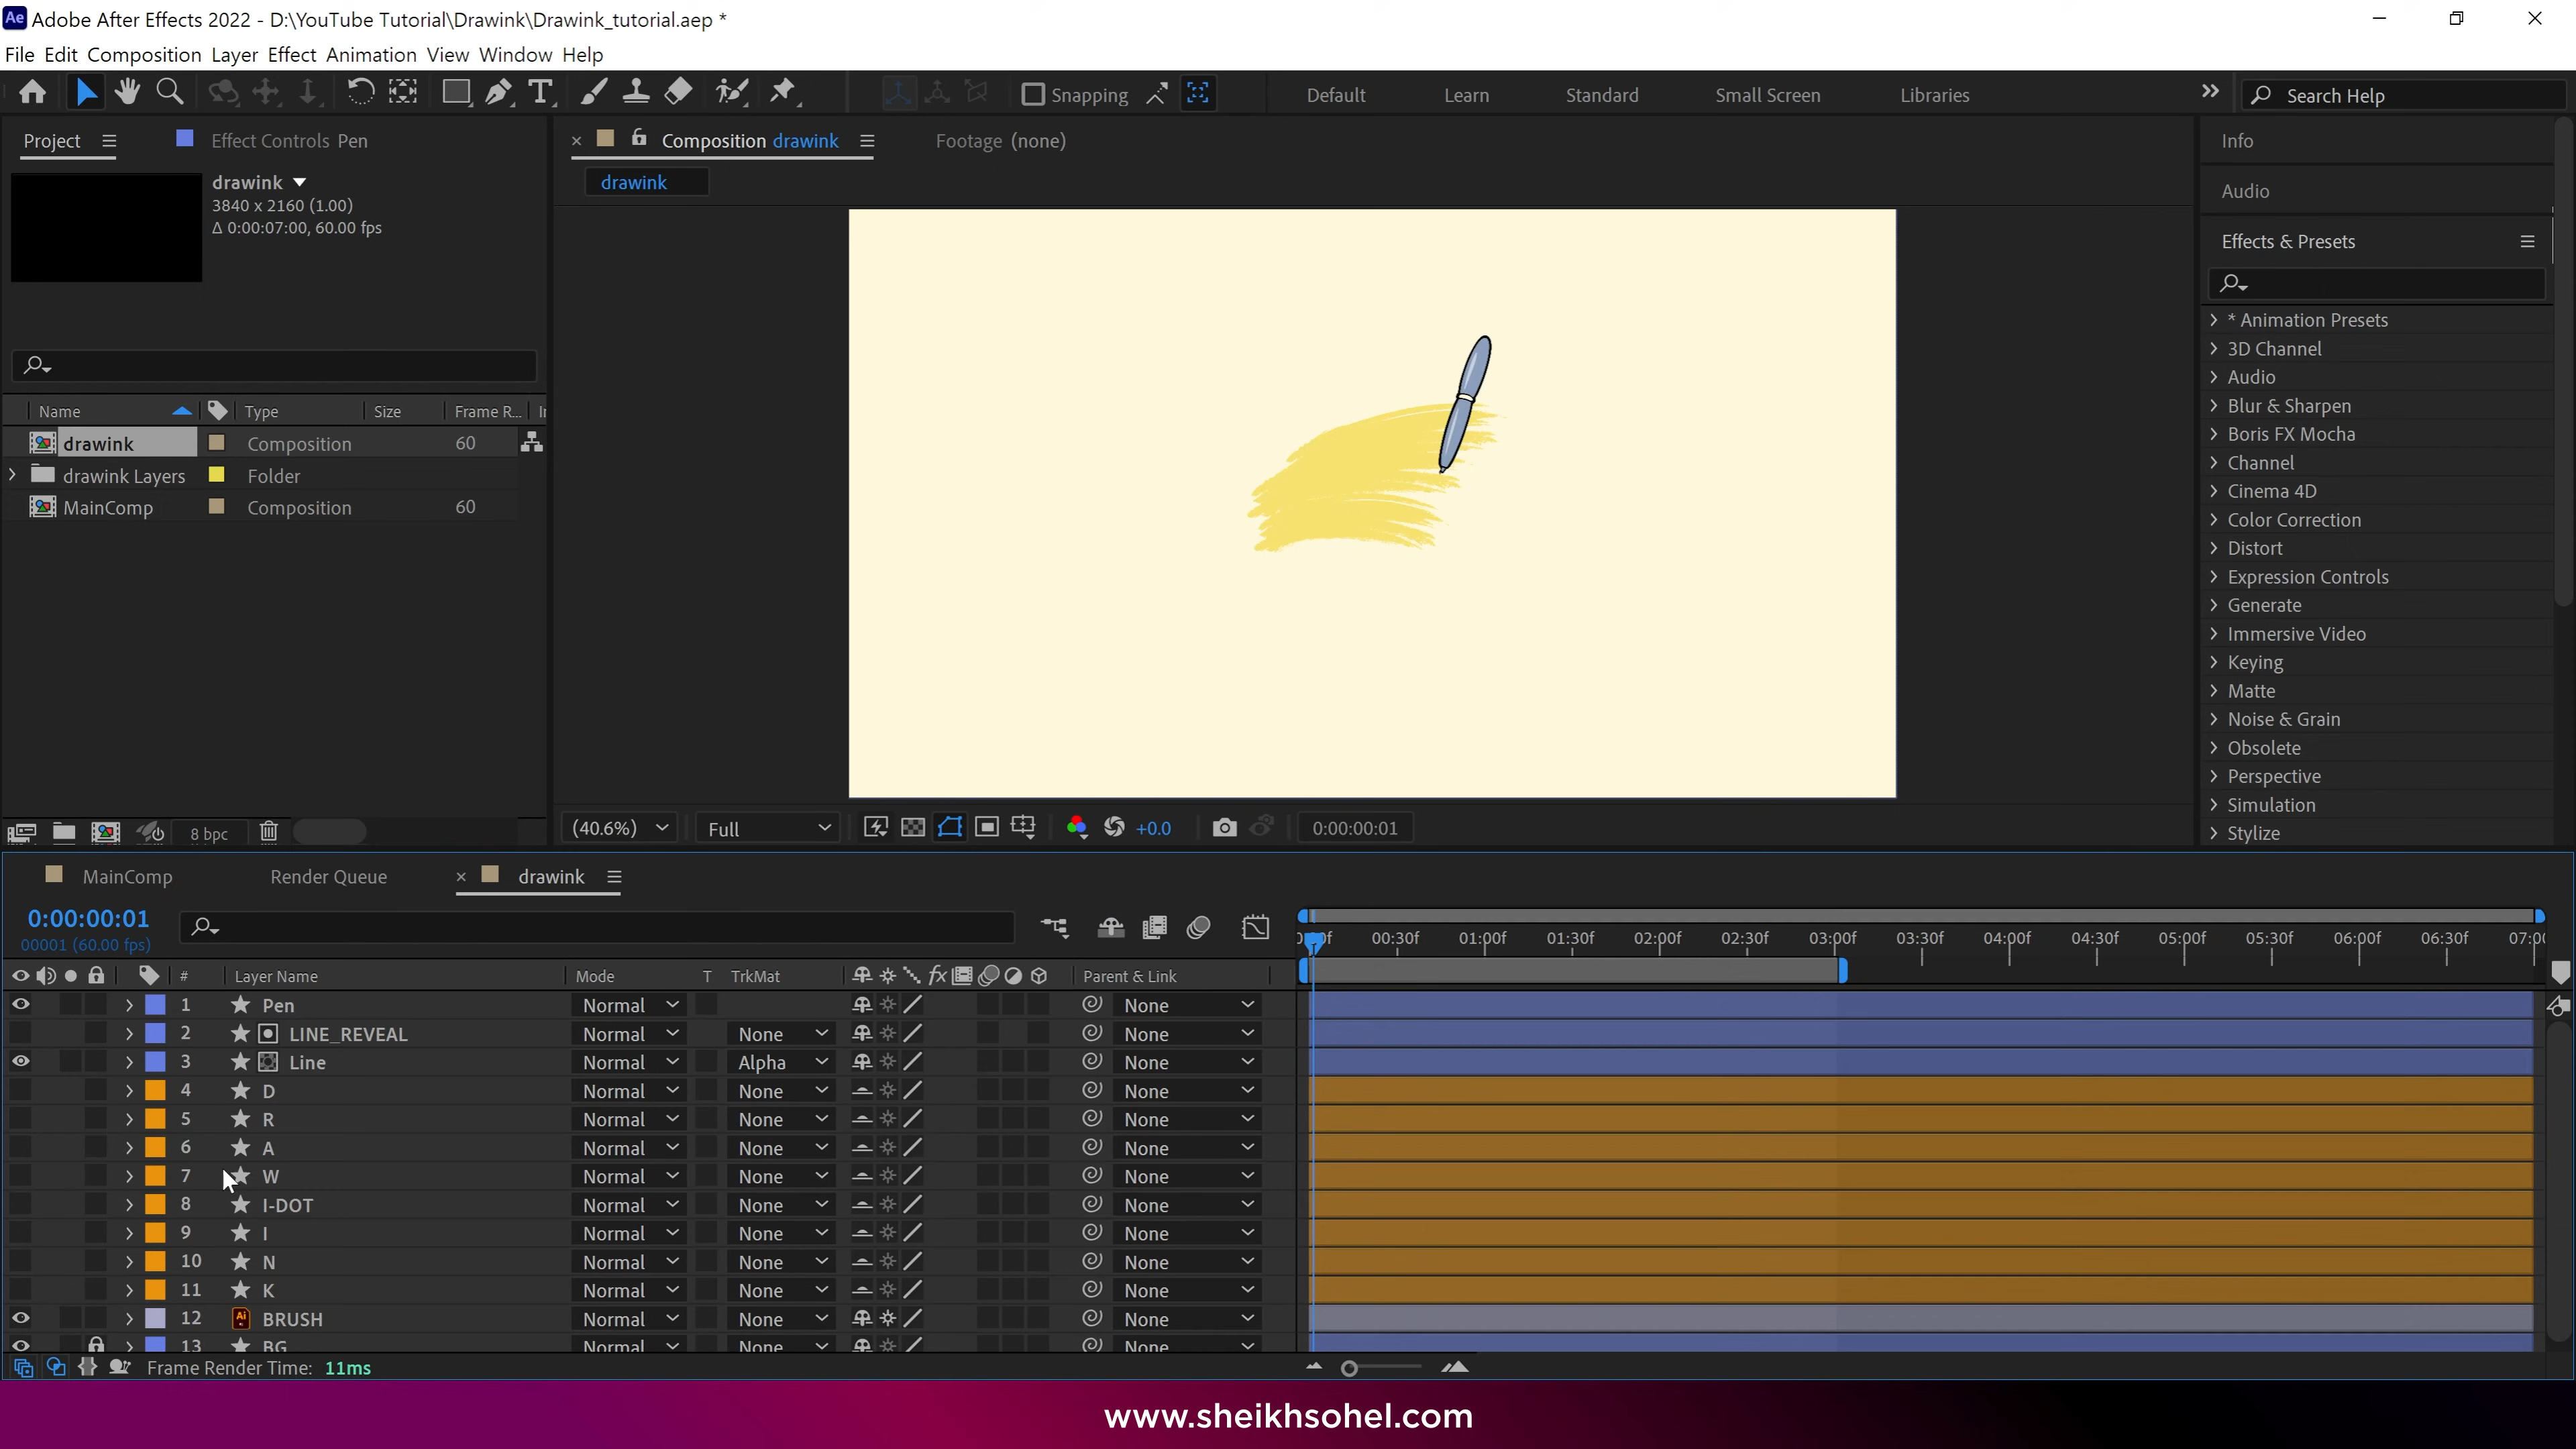 Ae Adobe After Effects 2022 - D:\YouTube Tutorial\Drawink\Drawink_tutorial.aep *
File Edit Composition Layer Effect Animation View Window Help
Snapping Default Learn Standard Small Screen Libraries Search Help
Project Effect Controls Pen Composition drawink Footage (none) Info
drawink drawink
3840 x 2160 (1.00) Audio
Δ 0:00:07:00, 60.00 fps
Effects & Presets
* Animation Presets
3D Channel
Audio
Blur & Sharpen
Boris FX Mocha
Channel
Cinema 4D
Color Correction
Distort
Expression Controls
Generate
Immersive Video
Keying
Matte
Noise & Grain
Obsolete
Perspective
Simulation
Stylize
Name Type Size Frame R...
drawink Composition 60
drawink Layers Folder
MainComp Composition 60
8 bpc (40.6%) Full +0.0 0:00:00:01
MainComp Render Queue drawink
0:00:00:01
00001 (60.00 fps)
00:30f 01:00f 01:30f 02:00f 02:30f 03:00f 03:30f 04:00f 04:30f 05:00f 05:30f 06:00f 06:30f
# Layer Name Mode T TrkMat fx Parent & Link
1 Pen Normal None
2 LINE_REVEAL Normal None None
3 Line Normal Alpha None
4 D Normal None None
5 R Normal None None
6 A Normal None None
7 W Normal None None
8 I-DOT Normal None None
9 I Normal None None
10 N Normal None None
11 K Normal None None
12 Ai BRUSH Normal None None
13 BG Normal None None
Frame Render Time: 11ms
www.sheikhsohel.com